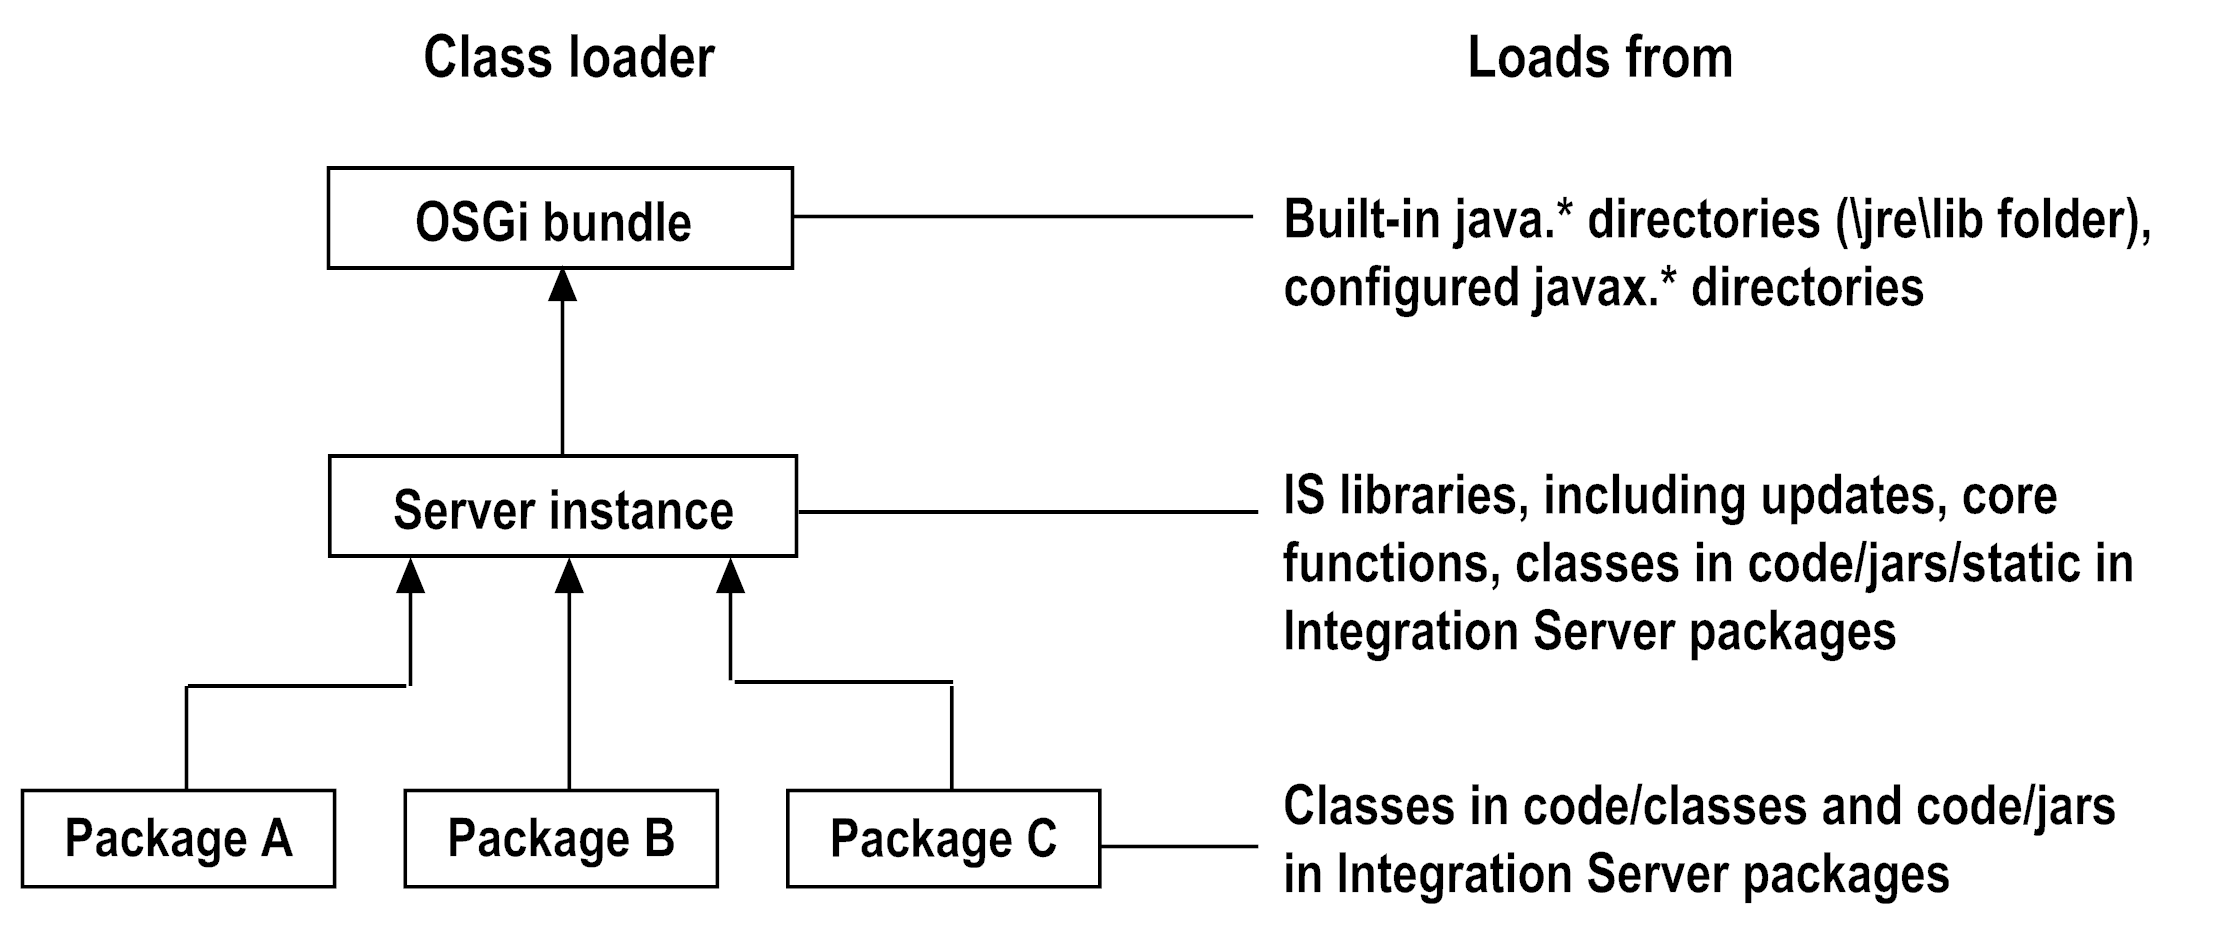 Class loader
Loads from
OSGi bundle
Built-in java.* directories (\jre\lib folder),
configured javax.* directories
Server instance
IS libraries, including updates, core
functions, classes in code/jars/static in
Integration Server packages
Package A
Package B
Package C
Classes in code/classes and code/jars
in Integration Server packages